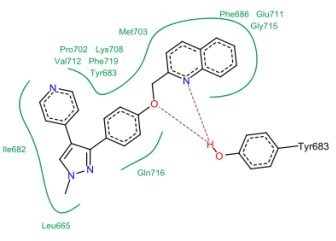 Phe686 Glu711
Met703 Gly715
Pro702 Lys708
Val712 Phe719
Tyr683
N
N
O
H
O
Tyr683
Ile682
Gln716
N
N
Leu665